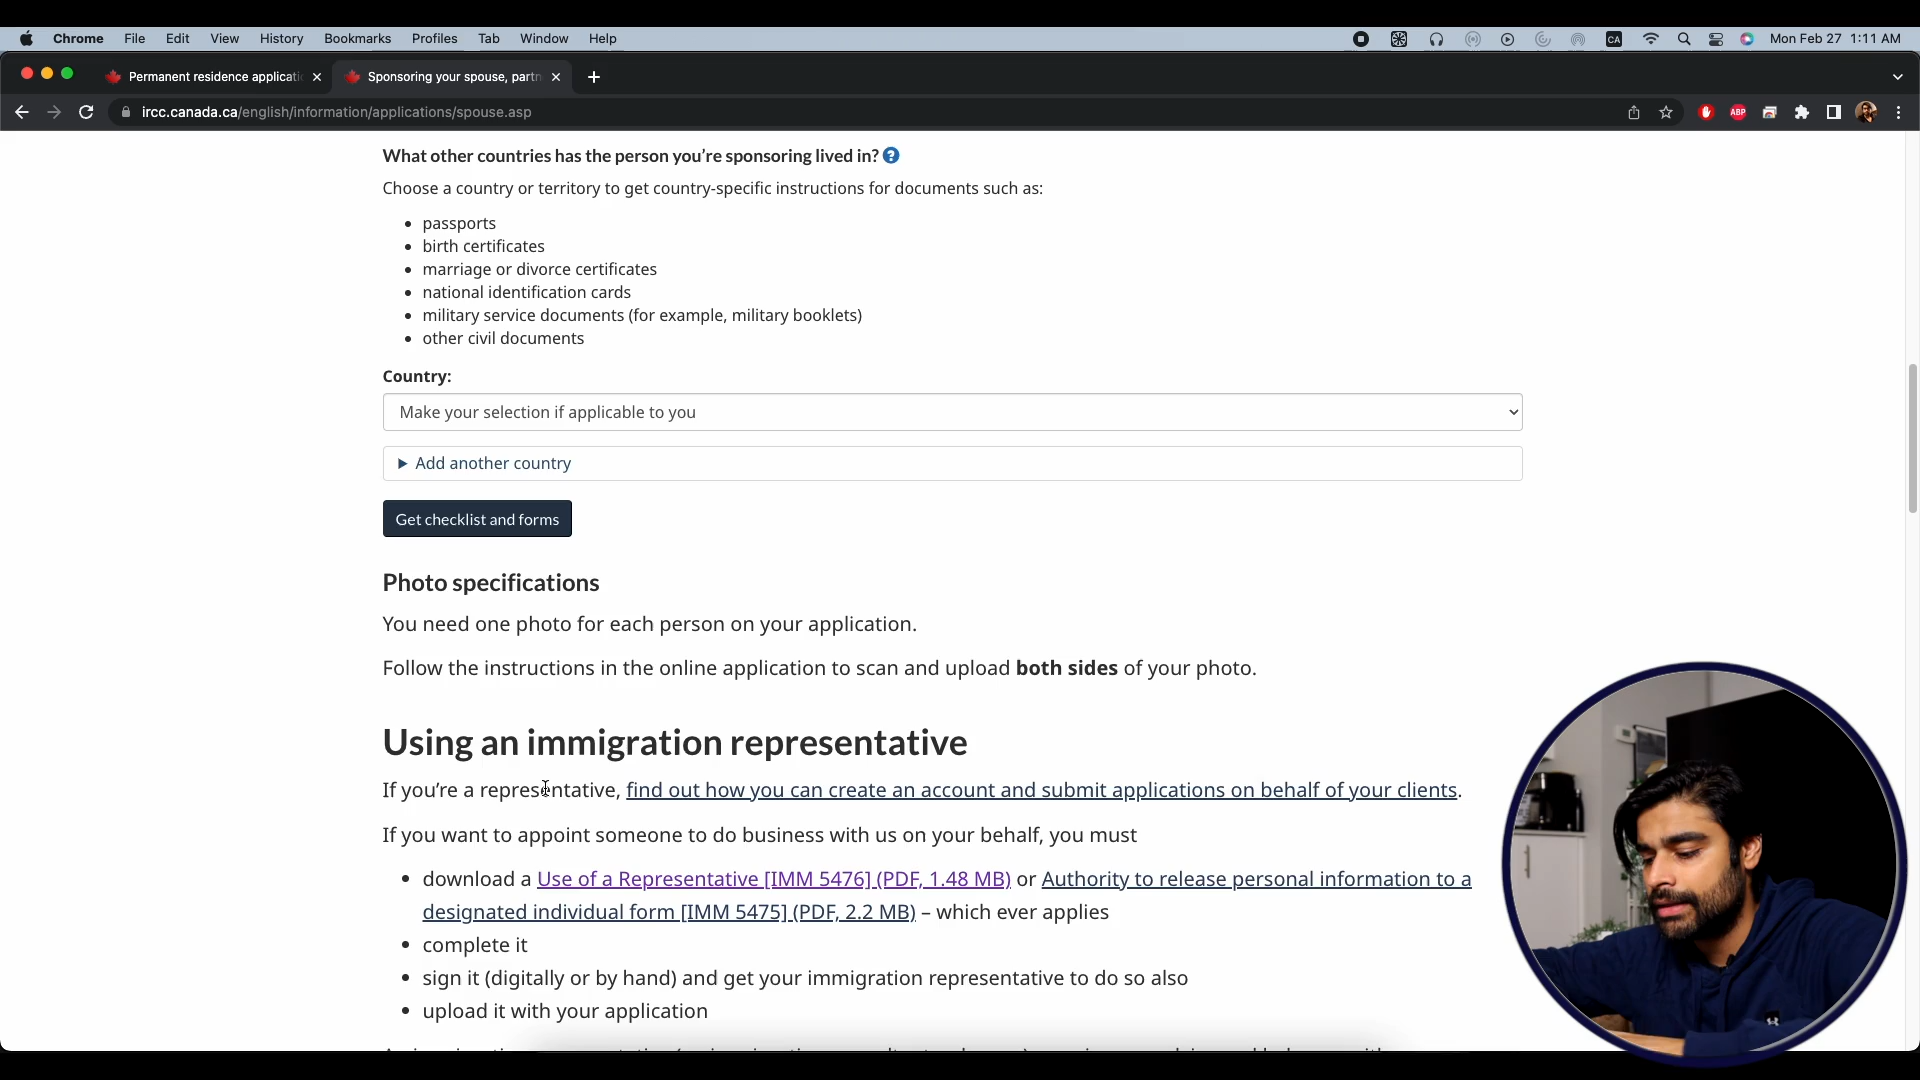 Chrome File Edit View History Bookmarks Profiles Tab Window Help
CA
Mon Feb 27 1:11 AM
Permanent residence applicati
Sponsoring your spouse, partn
ircc.canada.ca/english/information/applications/spouse.asp
ABP
What other countries has the person you’re sponsoring lived in? ?
Choose a country or territory to get country-specific instructions for documents such as:
• passports
• birth certificates
• marriage or divorce certificates
• national identification cards
• military service documents (for example, military booklets)
• other civil documents
Country:
Make your selection if applicable to you
▶ Add another country
Get checklist and forms
Photo specifications
You need one photo for each person on your application.
Follow the instructions in the online application to scan and upload both sides of your photo.
Using an immigration representative
If you’re a representative, find out how you can create an account and submit applications on behalf of your clients.
If you want to appoint someone to do business with us on your behalf, you must
• download a Use of a Representative [IMM 5476] (PDF, 1.48 MB) or Authority to release personal information to a
designated individual form [IMM 5475] (PDF, 2.2 MB) – which ever applies
• complete it
• sign it (digitally or by hand) and get your immigration representative to do so also
• upload it with your application